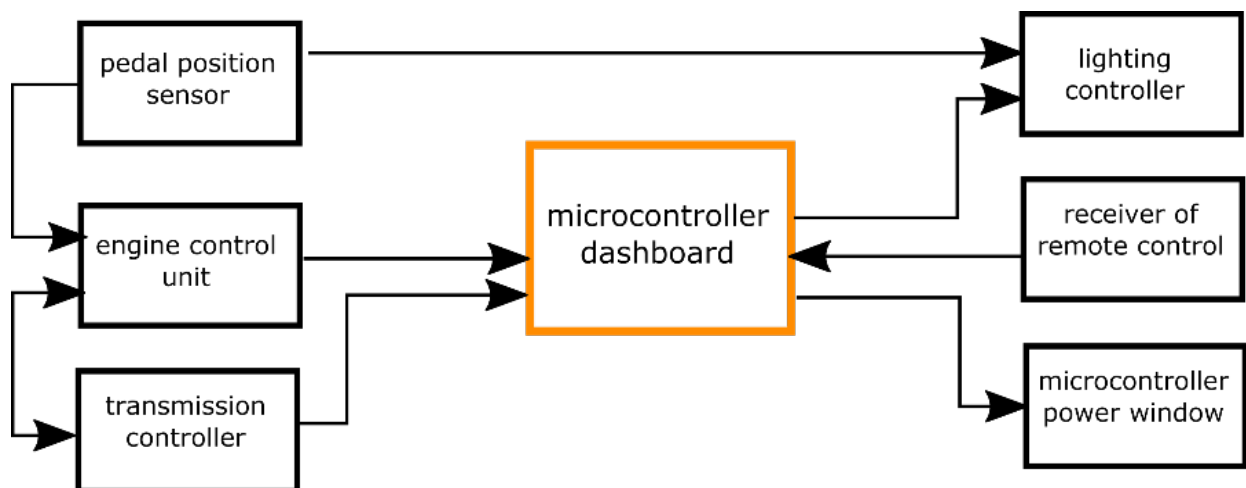 pedal position
sensor
lighting
controller
microcontroller
dashboard
engine control
unit
receiver of
remote control
transmission
controller
microcontroller
power window